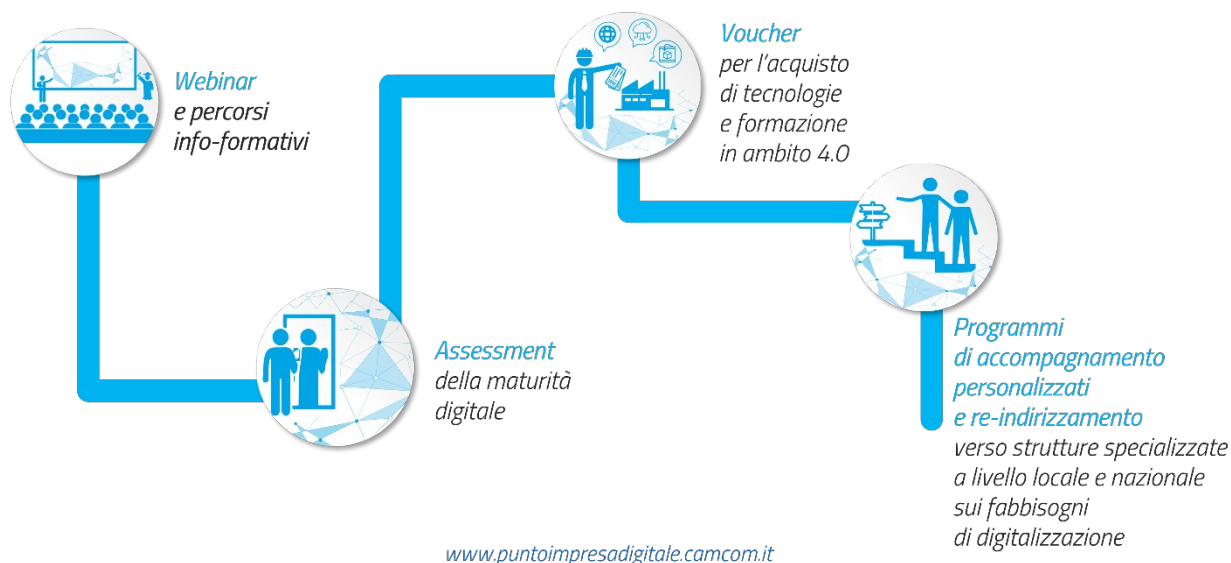 Webinar
e percorsi
info-formativi
Assessment
della maturità
digitale
Voucher
per l'acquisto
di tecnologie
e formazione
in ambito 4.0
Programmi
di accompagnamento
personalizzati
e re-indirizzamento
verso strutture specializzate
a livello locale e nazionale
sui fabbisogni
di digitalizzazione
www.puntoimpresadigitale.camcom.it